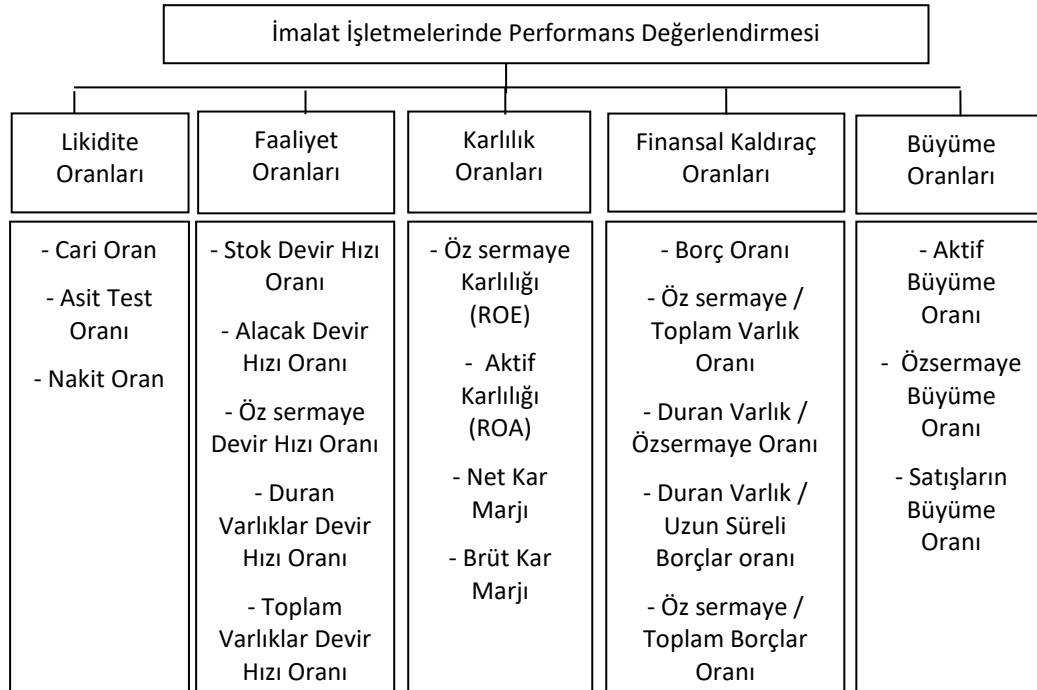 İmalat İşletmelerinde Performans Değerlendirmesi
Likidite
Oranları
- Cari Oran
- Asit Test
Oranı
- Nakit Oran
Faaliyet
Oranları
- Stok Devir Hızı
Oranı
- Alacak Devir
Hızı Oranı
- Öz sermaye
Devir Hızı Oranı
- Duran
Varlıklar Devir
Hızı Oranı
- Toplam
Varlıklar Devir
Hızı Oranı
Karlılık
Oranları
- Öz sermaye
Karlılığı
(ROE)
- Aktif
Karlılığı
(ROA)
- Net Kar
Marjı
- Brüt Kar
Marjı
Finansal Kaldıraç
Oranları
- Borç Oranı
- Öz sermaye /
Toplam Varlık
Oranı
- Duran Varlık /
Özsermaye Oranı
- Duran Varlık /
Uzun Süreli
Borçlar oranı
- Öz sermaye /
Toplam Borçlar
Oranı
Büyüme
Oranları
- Aktif
Büyüme
Oranı
- Özsermaye
Büyüme
Oranı
- Satışların
Büyüme
Oranı